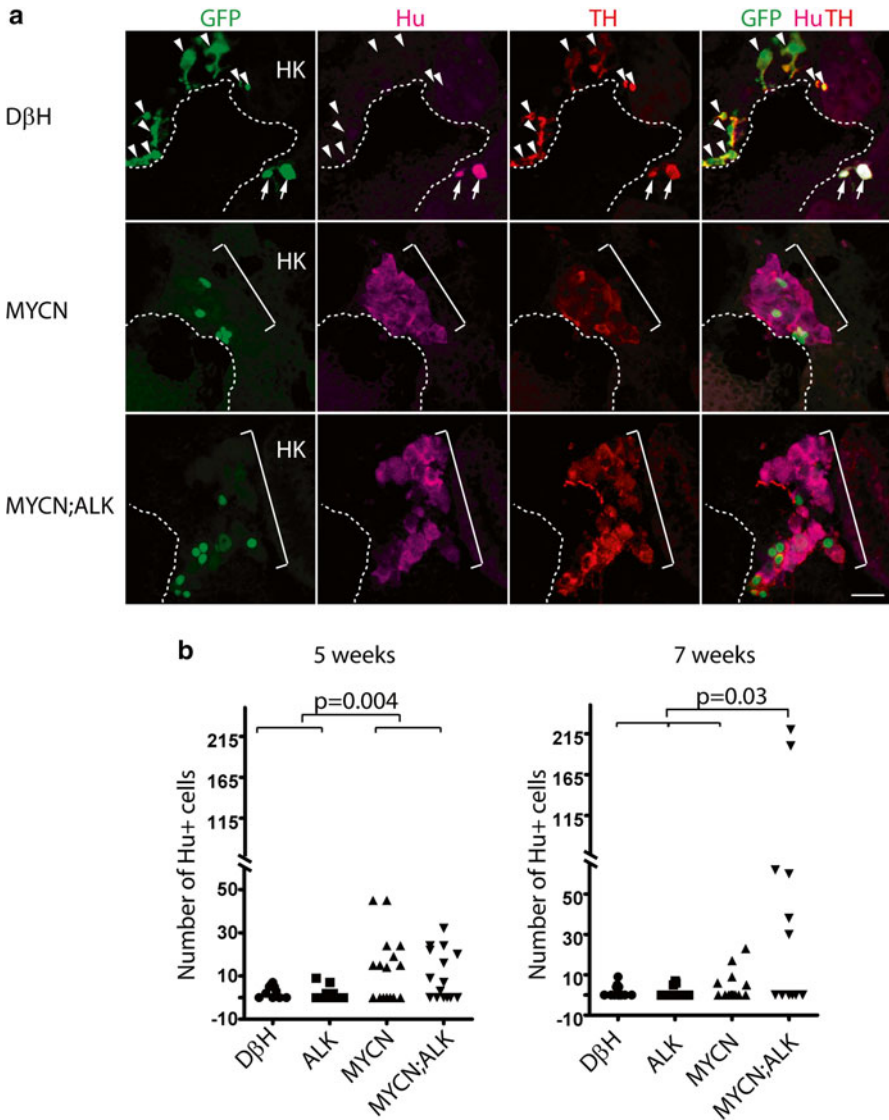 a
GFP Hu TH GFP Hu TH
DβH HK
MYCN HK
MYCN;ALK HK
b
5 weeks 7 weeks
p=0.004 p=0.03
Number of Hu+ cells
215
165
115
50
30
10
-10
DβH ALK MYCN MYCN;ALK
Number of Hu+ cells
215
165
115
50
30
10
-10
DβH ALK MYCN MYCN;ALK